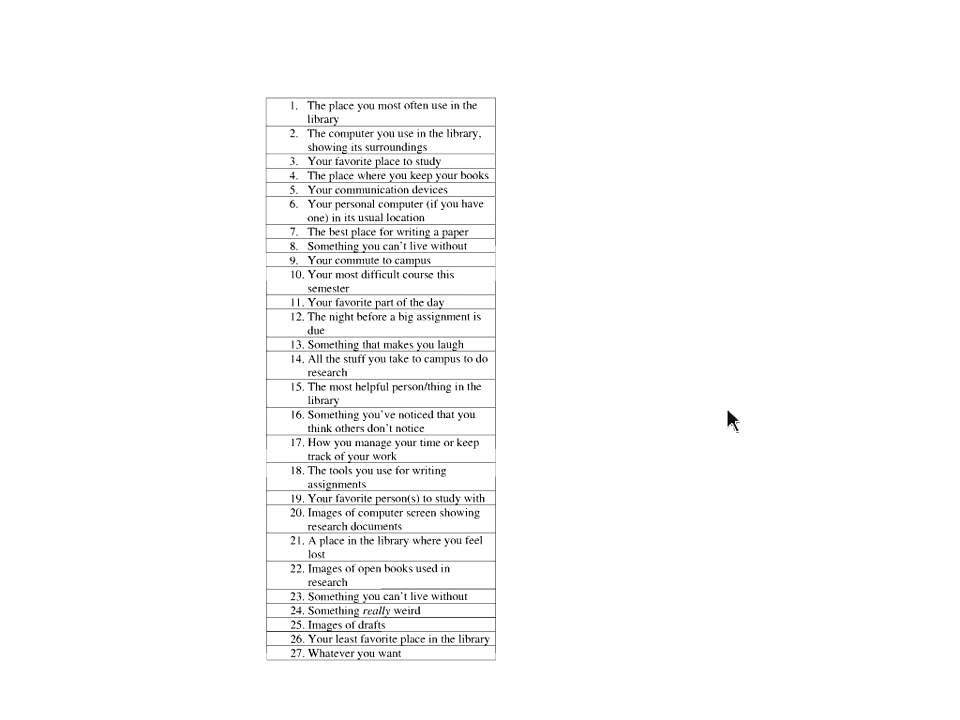 1. The place you most often use in the
library
2. The computer you use in the library,
showing its surroundings
3. Your favorite place to study
4. The place where you keep your books
5. Your communication devices
6. Your personal computer (if you have
one) in its usual location
7. The best place for writing a paper
8. Something you can't live without
9. Your commute to campus
10. Your most difficult course this
semester
11. Your favorite part of the day
12. The night before a big assignment is
due
13. Something that makes you laugh
14. All the stuff you take to campus to do
research
15. The most helpful person/thing in the
library
16. Something you've noticed that you
think others don't notice
17. How you manage your time or keep
track of your work
18. The tools you use for writing
assignments
19. Your favorite person(s) to study with
20. Images of computer screen showing
research documents
21. A place in the library where you feel
lost
22. Images of open books used in
research
23. Something you can't live without
24. Something really weird
25. Images of drafts
26. Your least favorite place in the library
27. Whatever you want